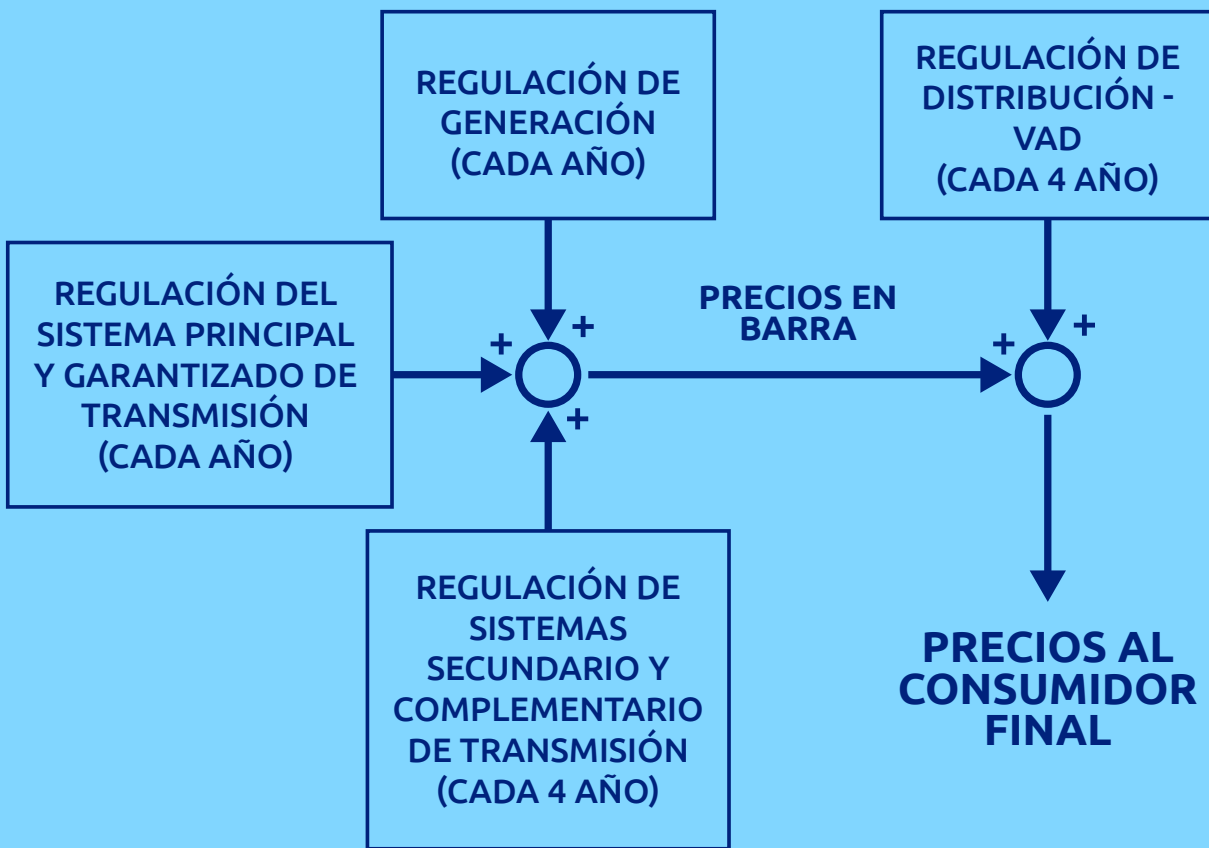 REGULACIÓN DE
GENERACIÓN
(CADA AÑO)
REGULACIÓN DE
DISTRIBUCIÓN -
VAD
(CADA 4 AÑO)
REGULACIÓN DEL
SISTEMA PRINCIPAL
Y GARANTIZADO DE
TRANSMISIÓN
(CADA AÑO)
+
+
+
PRECIOS EN
BARRA
+
+
REGULACIÓN DE
SISTEMAS
SECUNDARIO Y
COMPLEMENTARIO
DE TRANSMISIÓN
(CADA 4 AÑO)
PRECIOS AL
CONSUMIDOR
FINAL